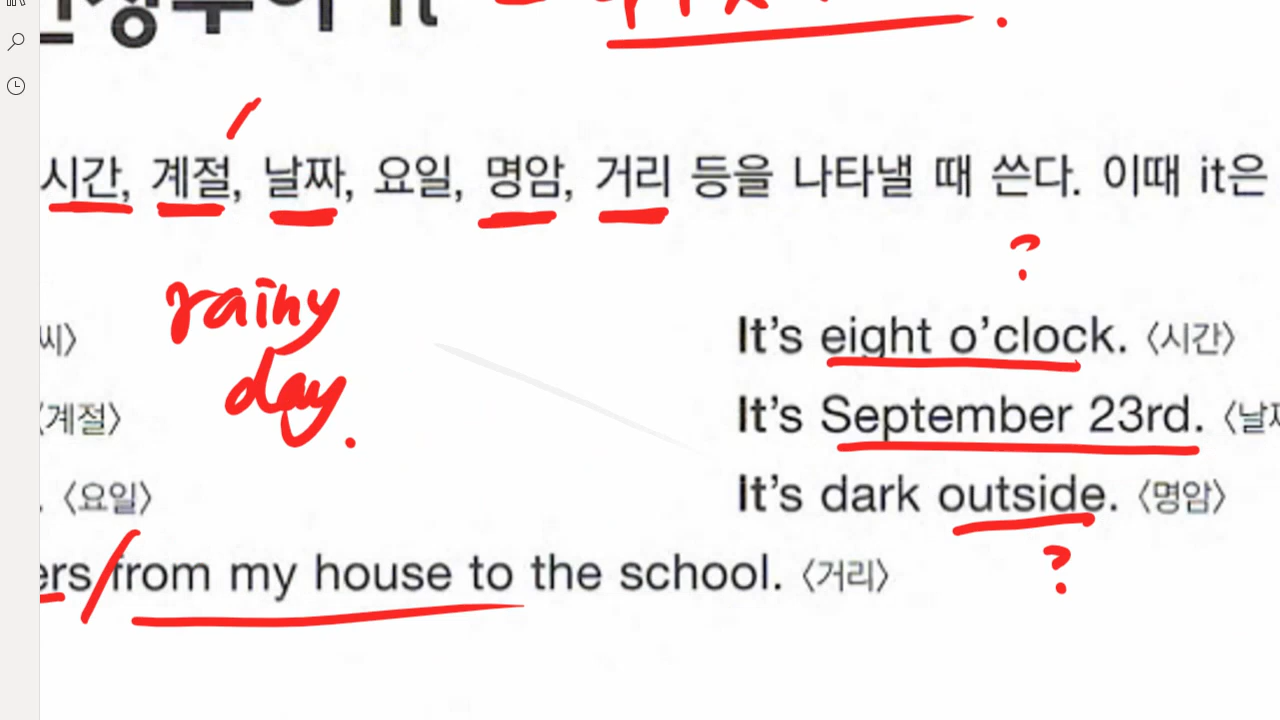 it
시간, 계절, 날짜, 요일, 명암, 거리 등을 나타낼 때 쓴다. 이때 it은
?
rainy
씨〉 It's eight o'clock. 〈시간〉
day.
〈계절〉 It's September 23rd. 〈날짜
. 〈요일〉 It's dark outside. 〈명암〉
ers/from my house to the school. 〈거리〉
?